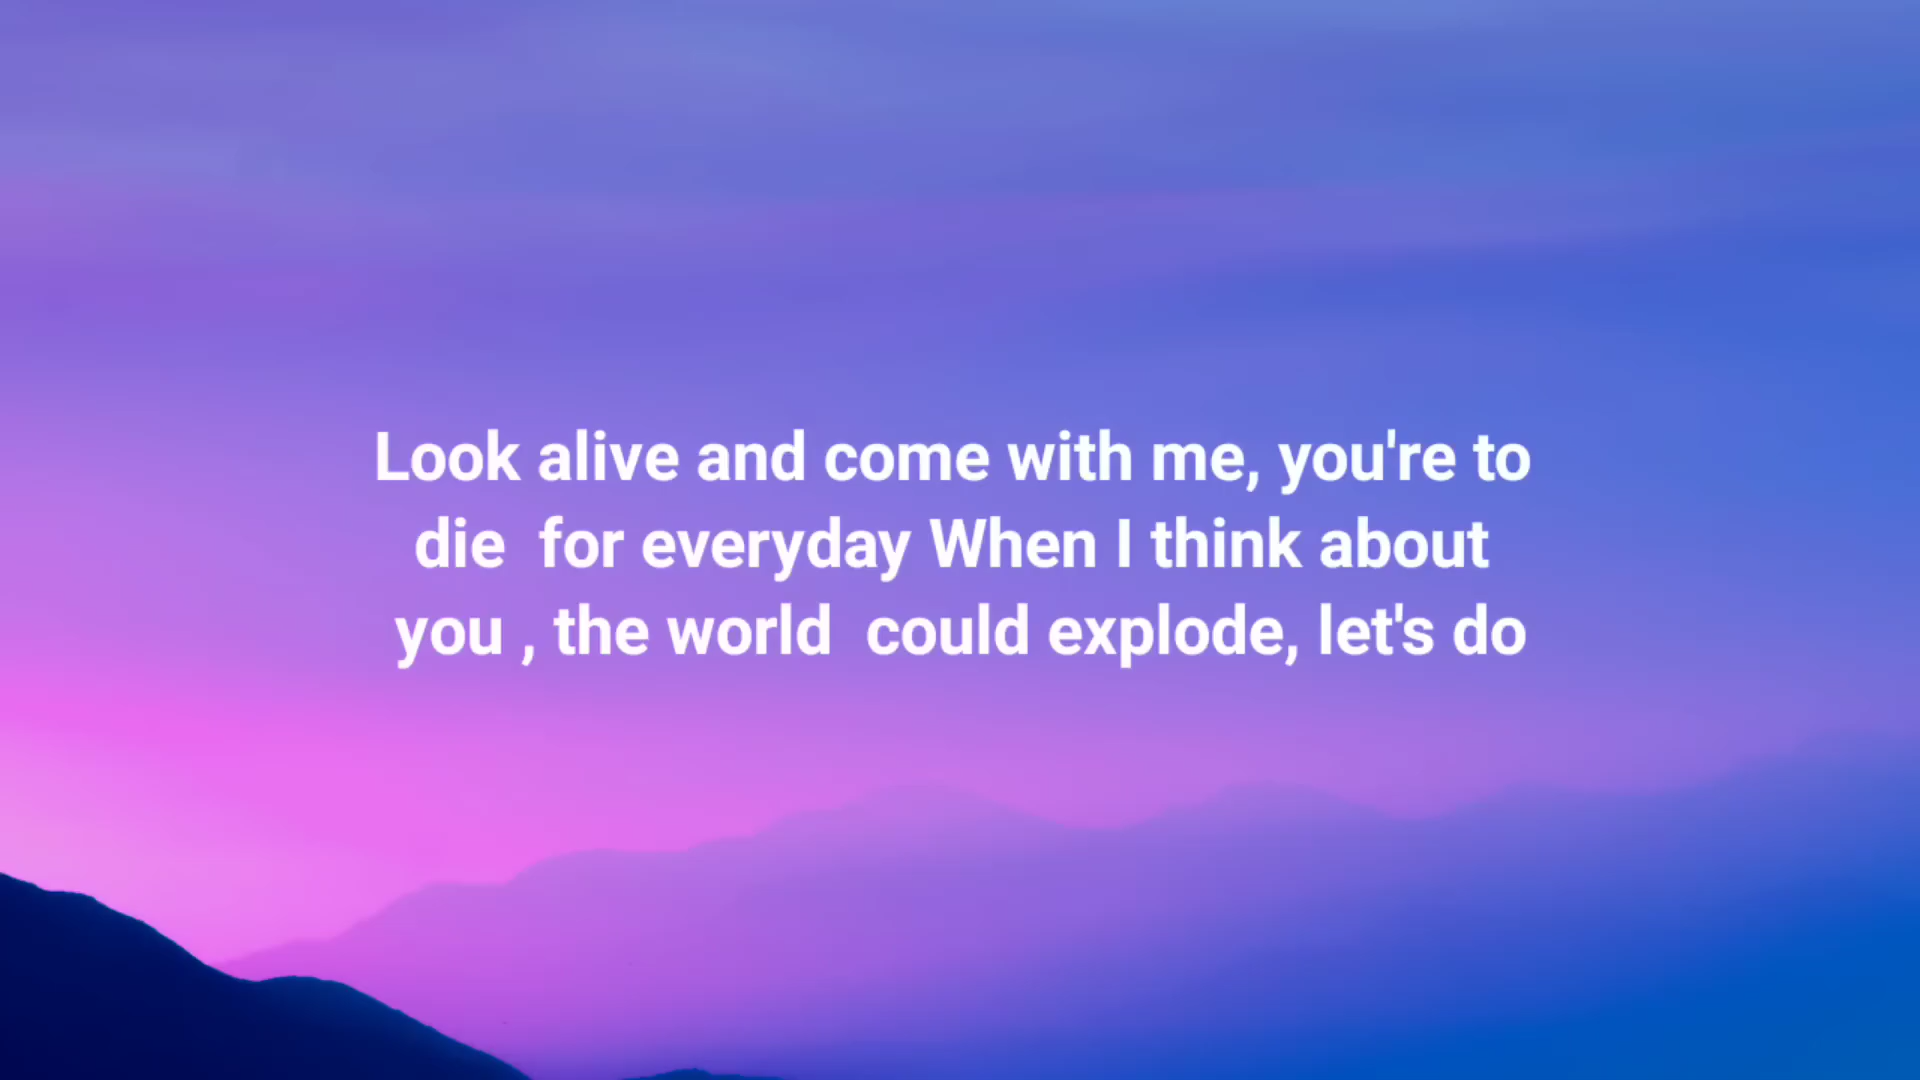 Look alive and come with me, you're to
die  for everyday When I think about
you , the world  could explode, let's do